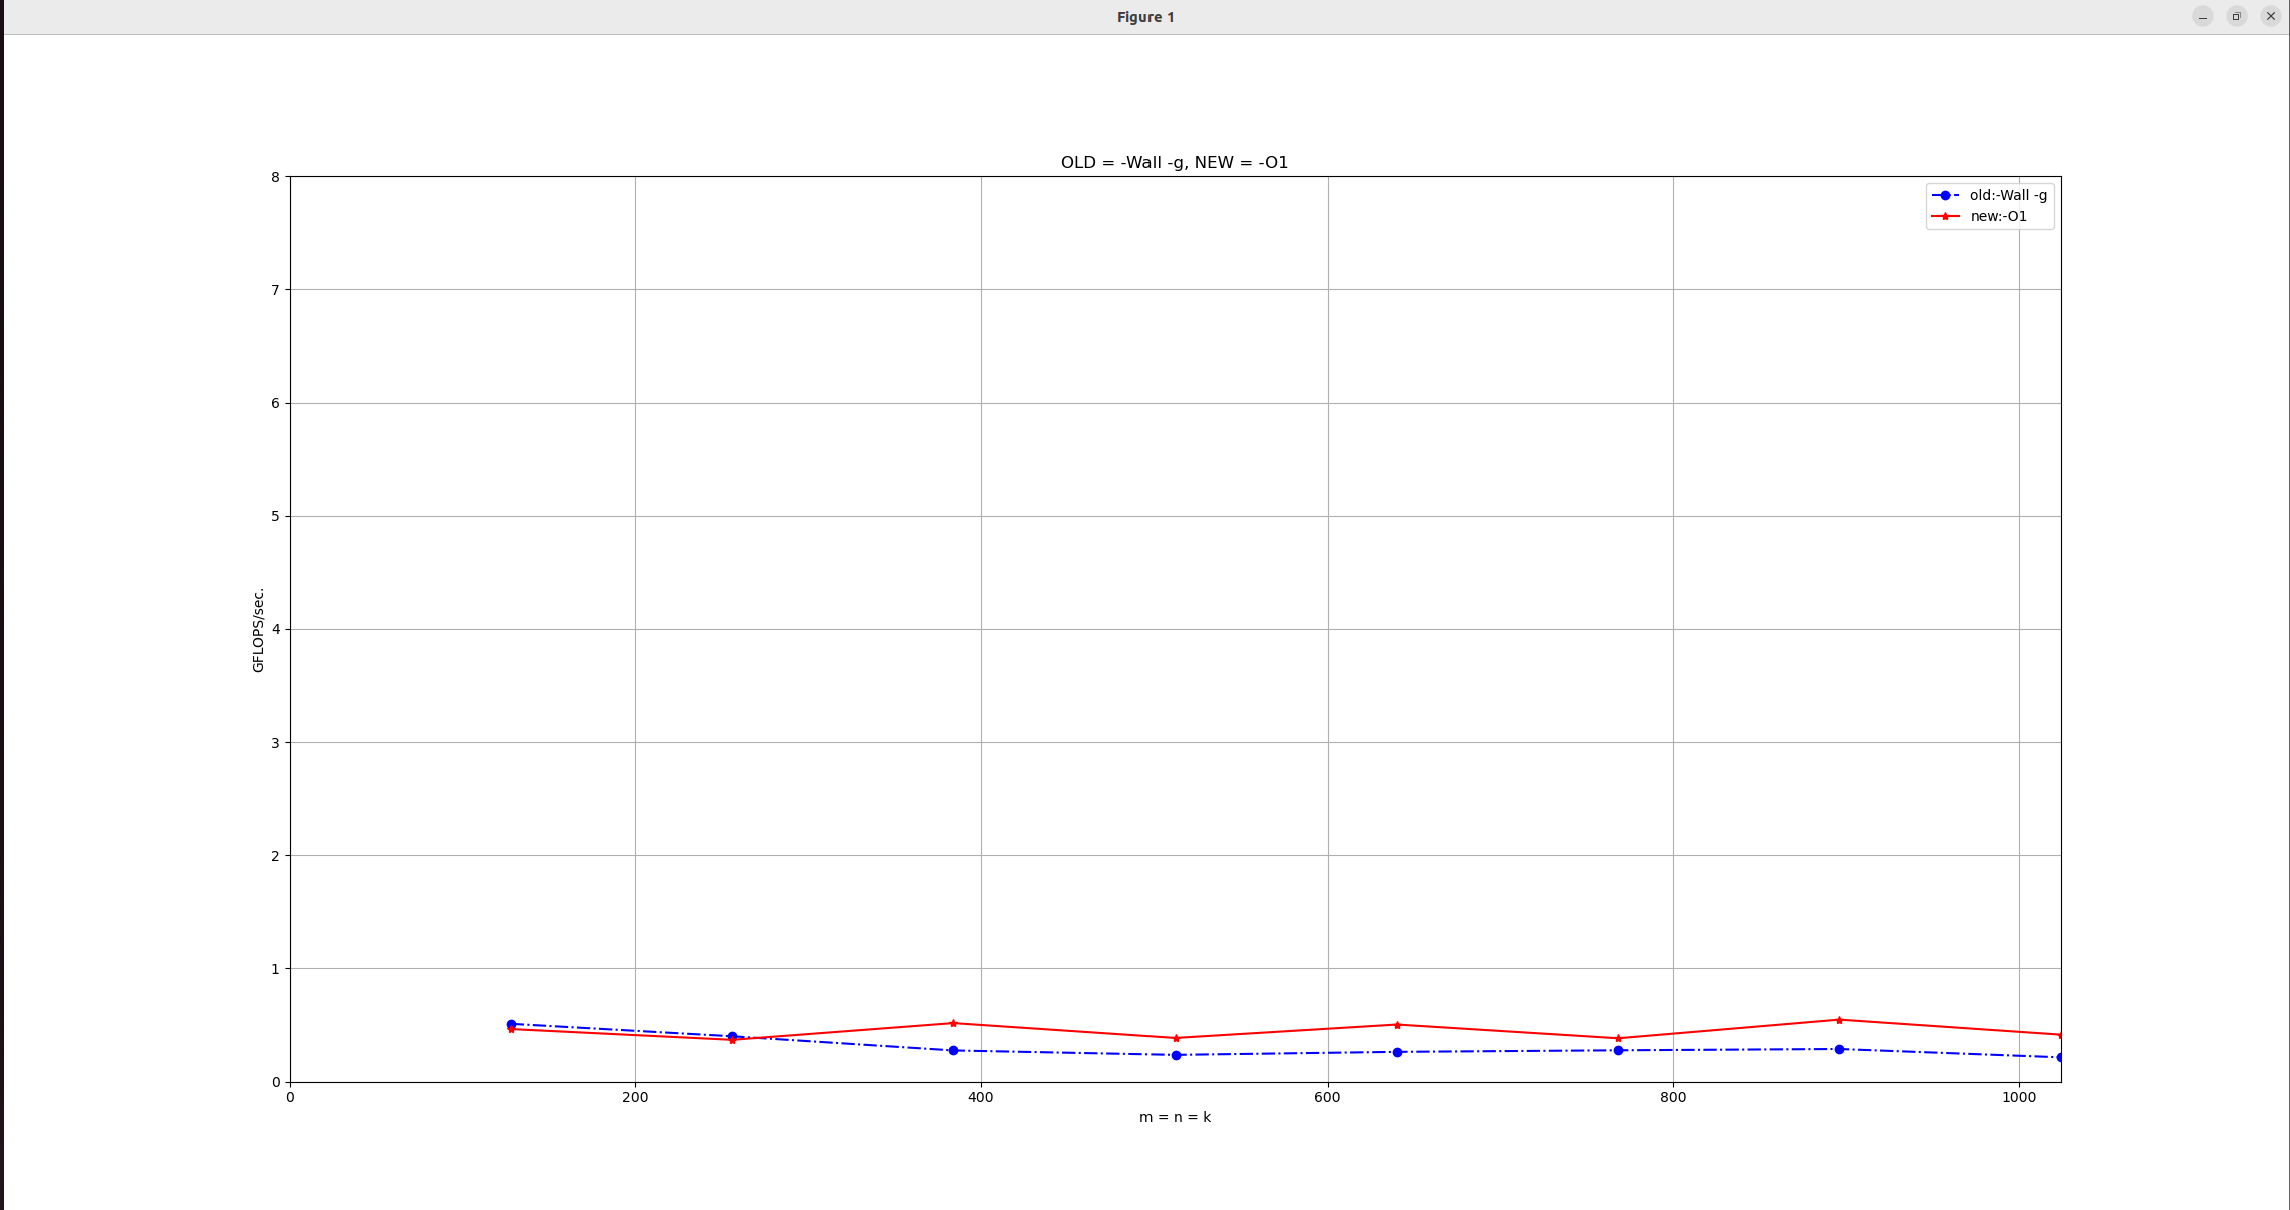 Figure 1
OLD = -Wall -g, NEW = -O1
old:-Wall -g
new:-O1
8
7
6
5
4
3
2
1
0
GFLOPS/sec.
0 200 400 600 800 1000
m = n = k